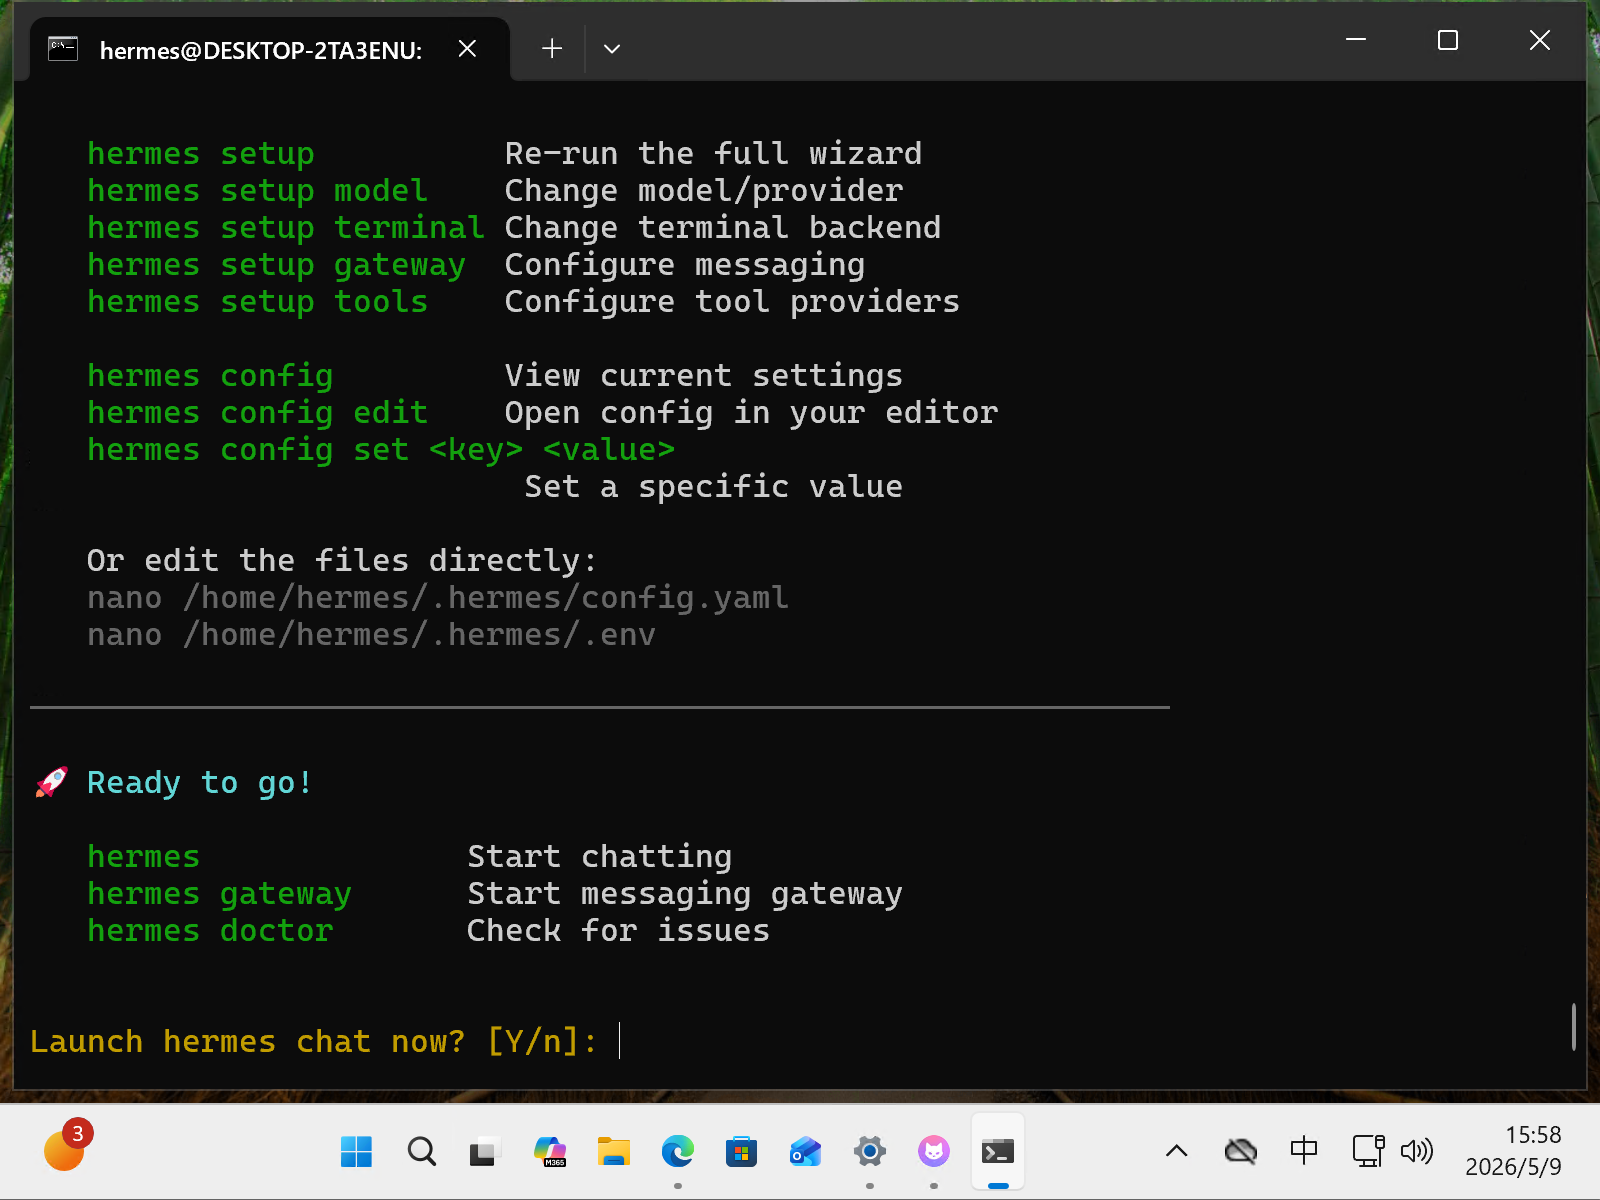 hermes@DESKTOP-2TA3ENU:
hermes setup Re-run the full wizard
hermes setup model Change model/provider
hermes setup terminal Change terminal backend
hermes setup gateway Configure messaging
hermes setup tools Configure tool providers
hermes config View current settings
hermes config edit Open config in your editor
hermes config set <key> <value>
Set a specific value
Or edit the files directly:
nano /home/hermes/.hermes/config.yaml
nano /home/hermes/.hermes/.env
🚀 Ready to go!
hermes Start chatting
hermes gateway Start messaging gateway
hermes doctor Check for issues
Launch hermes chat now? [Y/n]:
3
M365
中
15:58
2026/5/9